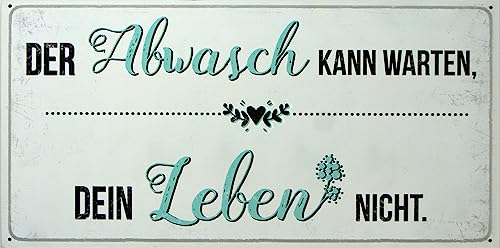 DER Abwasch KANN WARTEN,
DEIN Leben NICHT.